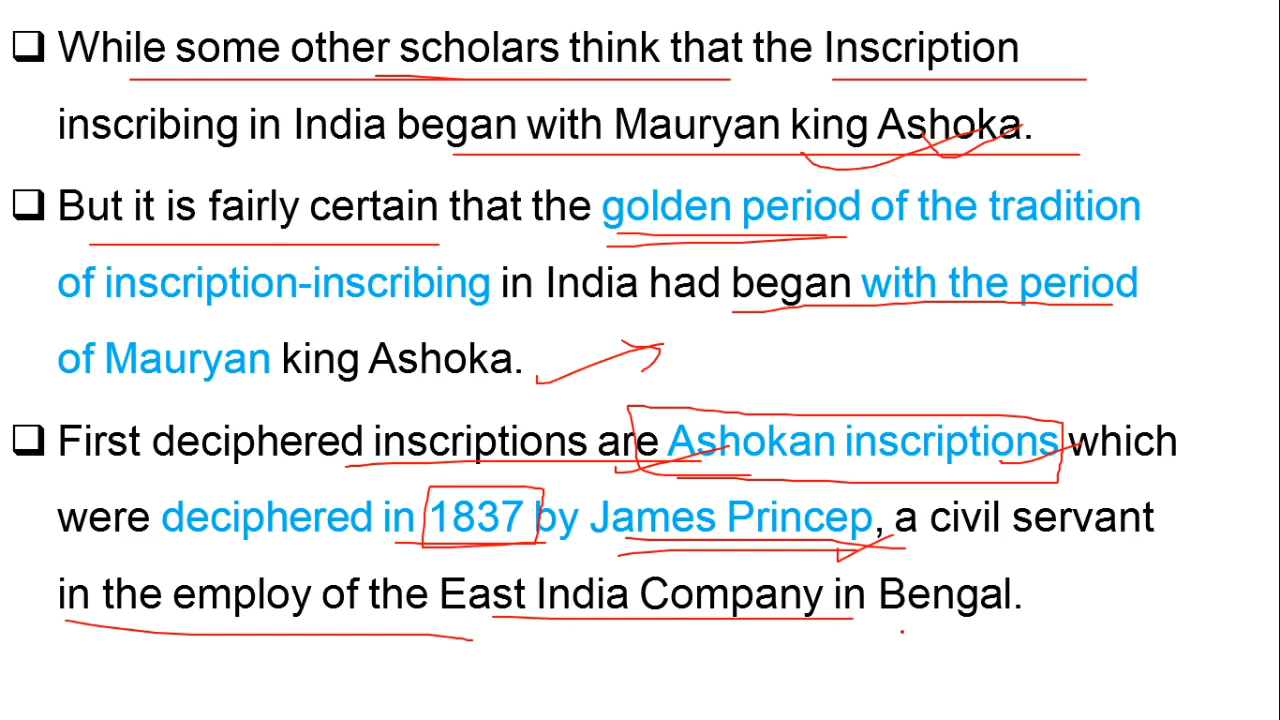 ❑ While some other scholars think that the Inscription
inscribing in India began with Mauryan king Ashoka.
❑ But it is fairly certain that the golden period of the tradition
of inscription-inscribing in India had began with the period
of Mauryan king Ashoka.
❑ First deciphered inscriptions are Ashokan inscriptions which
were deciphered in 1837 by James Princep, a civil servant
in the employ of the East India Company in Bengal.